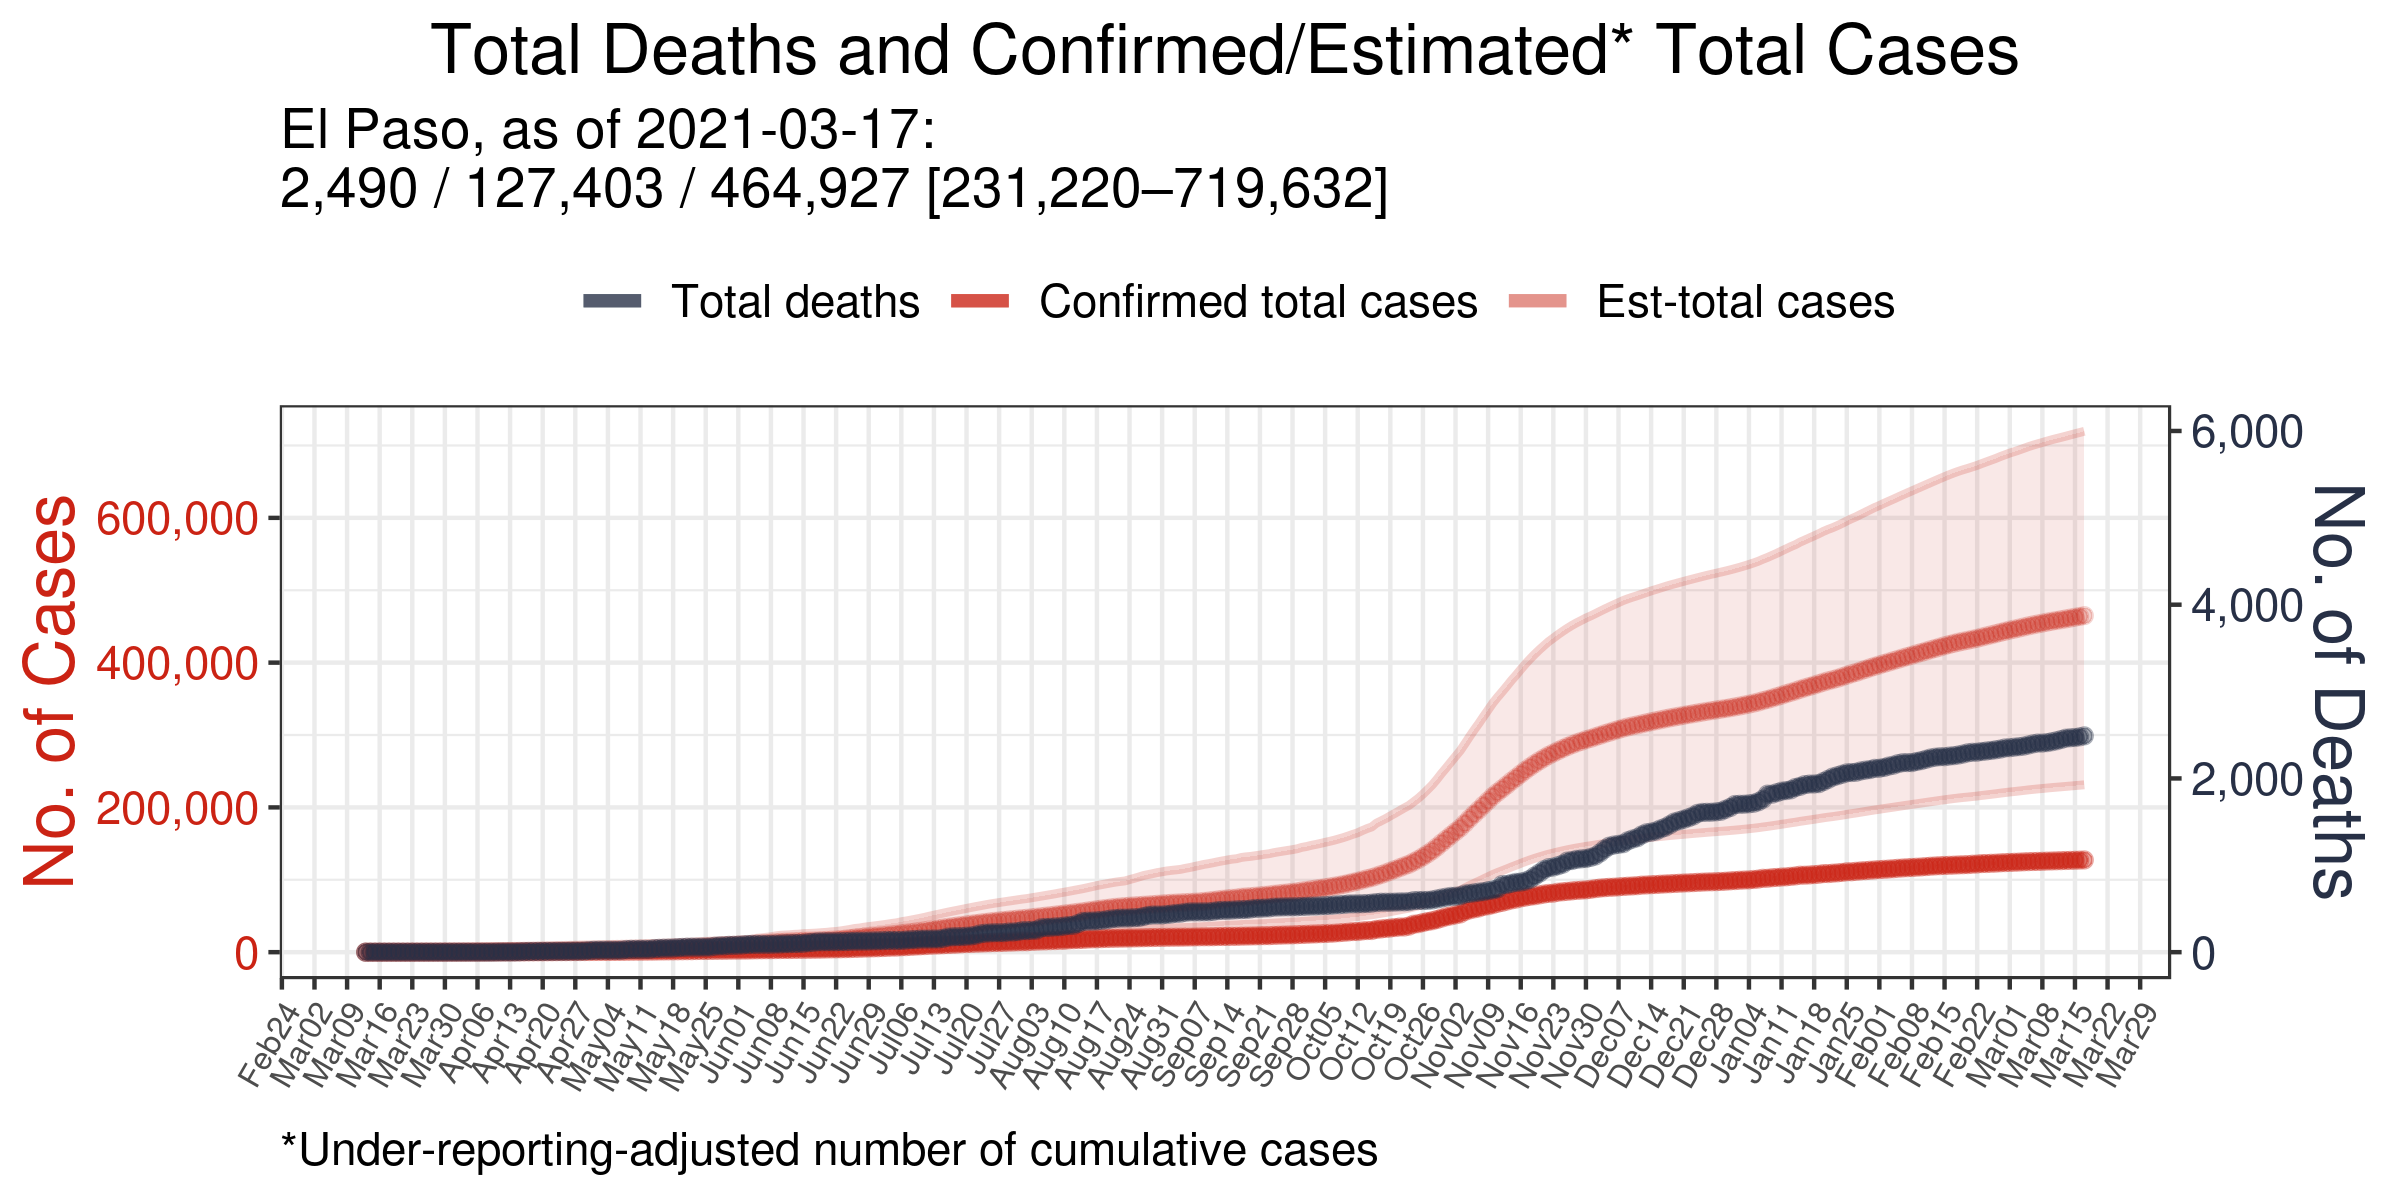 Total Deaths and Confirmed/Estimated* Total Cases
El Paso, as of 2021-03-17:
2,490 / 127,403 / 464,927 [231,220–719,632]
Total deaths
Confirmed total cases
Est-total cases
No. of Cases
600,000
400,000
200,000
0
6,000
4,000
2,000
0
No. of Deaths
Feb24
Mar02
Mar09
Mar16
Mar23
Mar30
Apr06
Apr13
Apr20
Apr27
May04
May11
May18
May25
Jun01
Jun08
Jun15
Jun22
Jun29
Jul06
Jul13
Jul20
Jul27
Aug03
Aug10
Aug17
Aug24
Aug31
Sep07
Sep14
Sep21
Sep28
Oct05
Oct12
Oct19
Oct26
Nov02
Nov09
Nov16
Nov23
Nov30
Dec07
Dec14
Dec21
Dec28
Jan04
Jan11
Jan18
Jan25
Feb01
Feb08
Feb15
Feb22
Mar01
Mar08
Mar15
Mar22
Mar29
*Under-reporting-adjusted number of cumulative cases